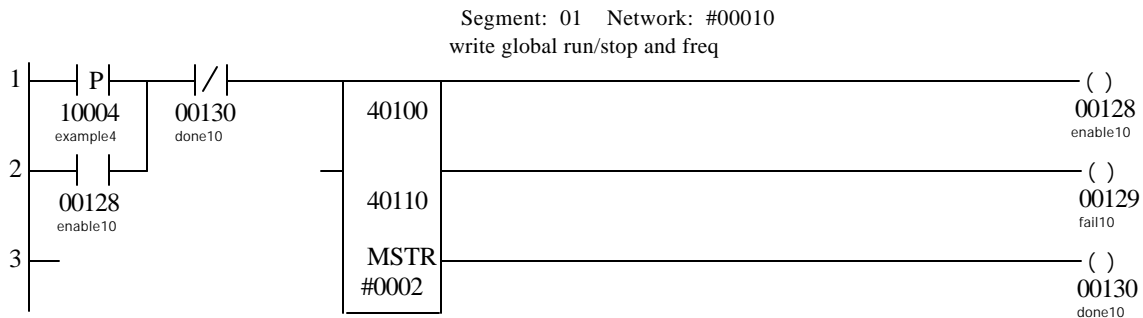 Segment: 01 Network: #00010
write global run/stop and freq
1 P ( )
10004 00130 40100 00128
example4 done10 enable10
2 ( )
00128 40110 00129
enable10 fail10
3 MSTR ( )
#0002 00130
done10